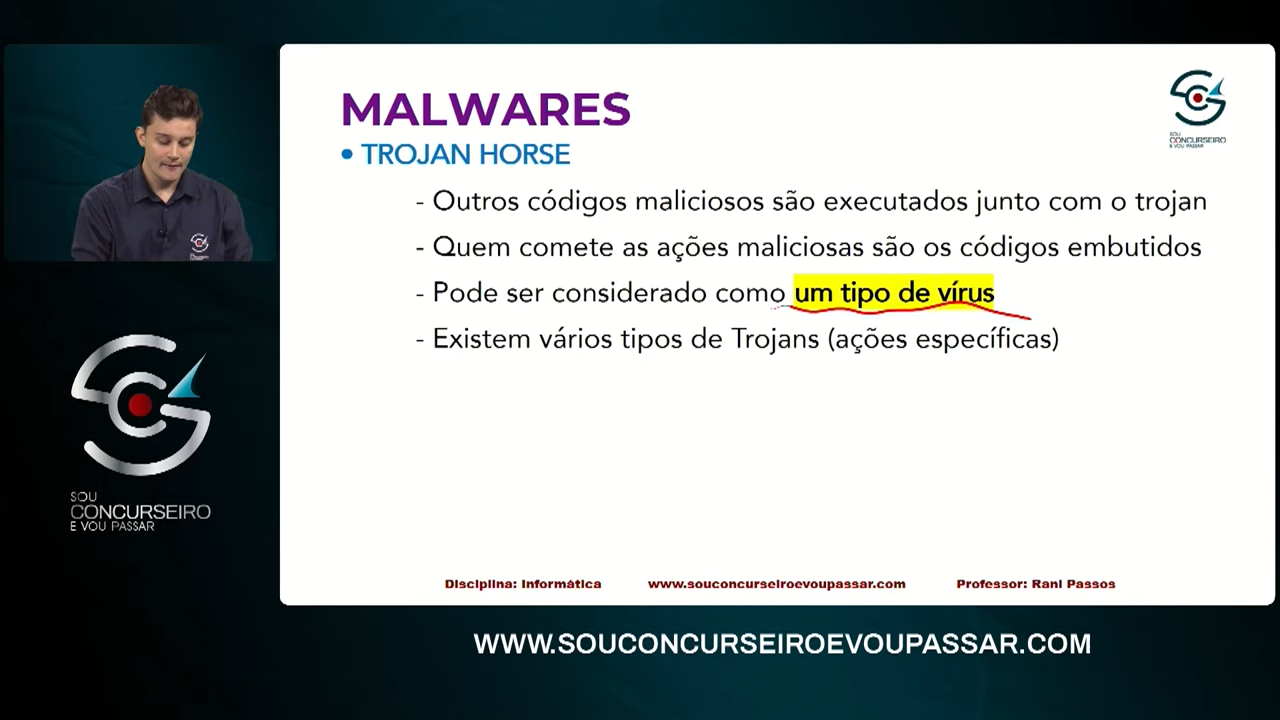 MALWARES
• TROJAN HORSE
- Outros códigos maliciosos são executados junto com o trojan
- Quem comete as ações maliciosas são os códigos embutidos
- Pode ser considerado como um tipo de vírus
- Existem vários tipos de Trojans (ações específicas)
SOU
CONCURSEIRO
E VOU PASSAR
SOU
CONCURSEIRO
E VOU PASSAR
Disciplina: Informática www.souconcurseiroevoupassar.com Professor: Rani Passos
WWW.SOUCONCURSEIROEVOUPASSAR.COM